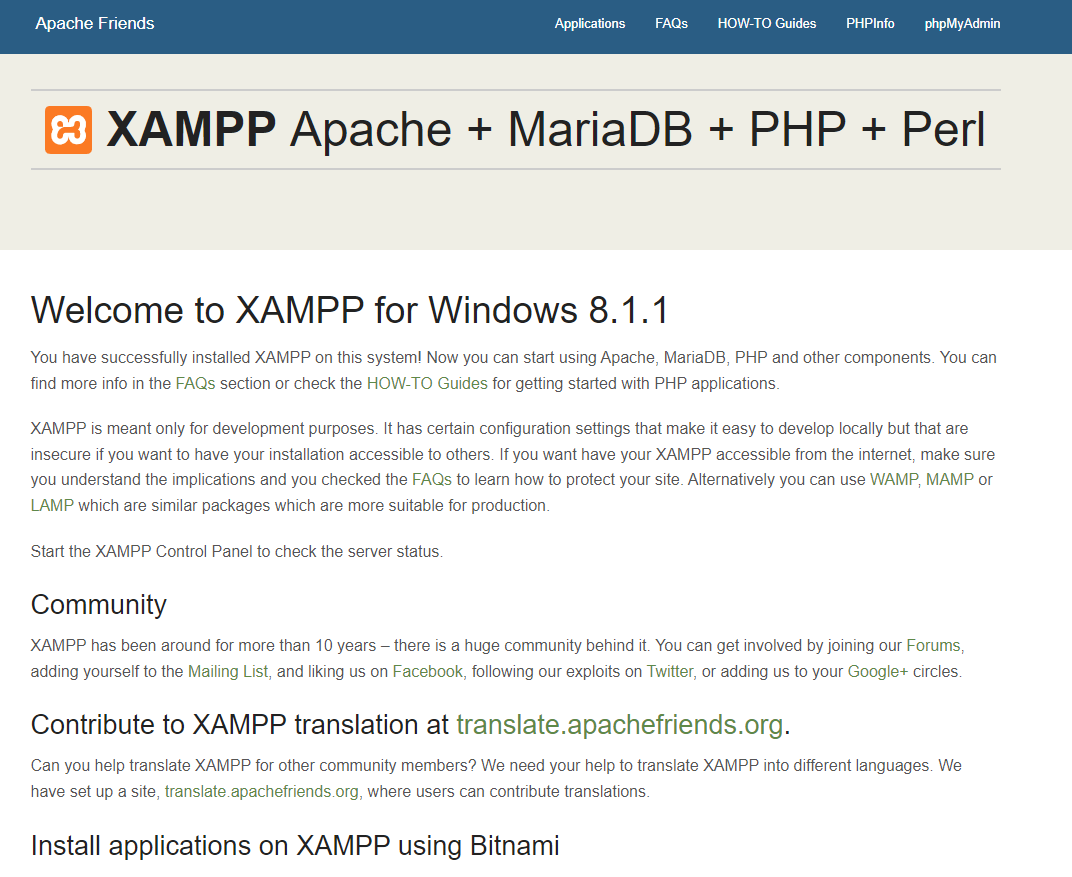 Apache Friends
Applications FAQs HOW-TO Guides PHPInfo phpMyAdmin
XAMPP Apache + MariaDB + PHP + Perl
Welcome to XAMPP for Windows 8.1.1
You have successfully installed XAMPP on this system! Now you can start using Apache, MariaDB, PHP and other components. You can
find more info in the FAQs section or check the HOW-TO Guides for getting started with PHP applications.
XAMPP is meant only for development purposes. It has certain configuration settings that make it easy to develop locally but that are
insecure if you want to have your installation accessible to others. If you want have your XAMPP accessible from the internet, make sure
you understand the implications and you checked the FAQs to learn how to protect your site. Alternatively you can use WAMP, MAMP or
LAMP which are similar packages which are more suitable for production.
Start the XAMPP Control Panel to check the server status.
Community
XAMPP has been around for more than 10 years – there is a huge community behind it. You can get involved by joining our Forums,
adding yourself to the Mailing List, and liking us on Facebook, following our exploits on Twitter, or adding us to your Google+ circles.
Contribute to XAMPP translation at translate.apachefriends.org.
Can you help translate XAMPP for other community members? We need your help to translate XAMPP into different languages. We
have set up a site, translate.apachefriends.org, where users can contribute translations.
Install applications on XAMPP using Bitnami